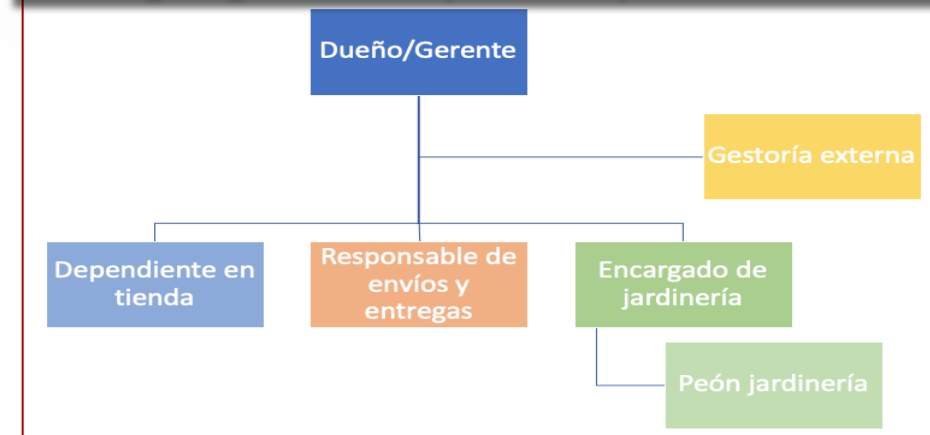 Dueño/Gerente
Gestoría externa
Dependiente en
tienda
Responsable de
envíos y
entregas
Encargado de
jardinería
Peón jardinería